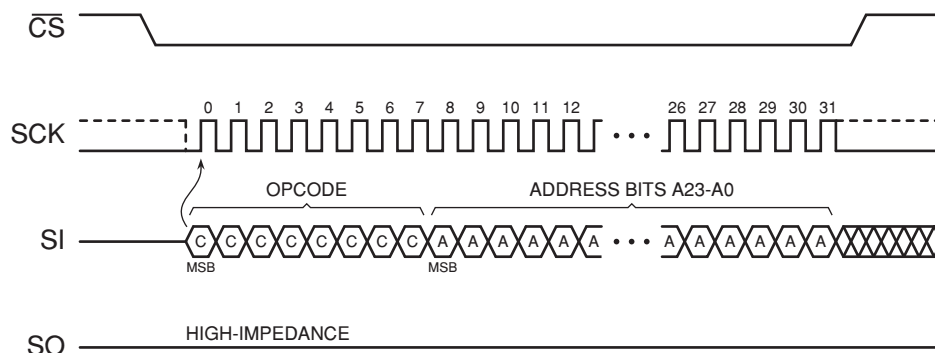 CS
0 1 2 3 4 5 6 7 8 9 10 11 12 26 27 28 29 30 31
SCK
OPCODE ADDRESS BITS A23-A0
SI C C C C C C C C A A A A A A A A A A A A
MSB MSB
HIGH-IMPEDANCE
SO